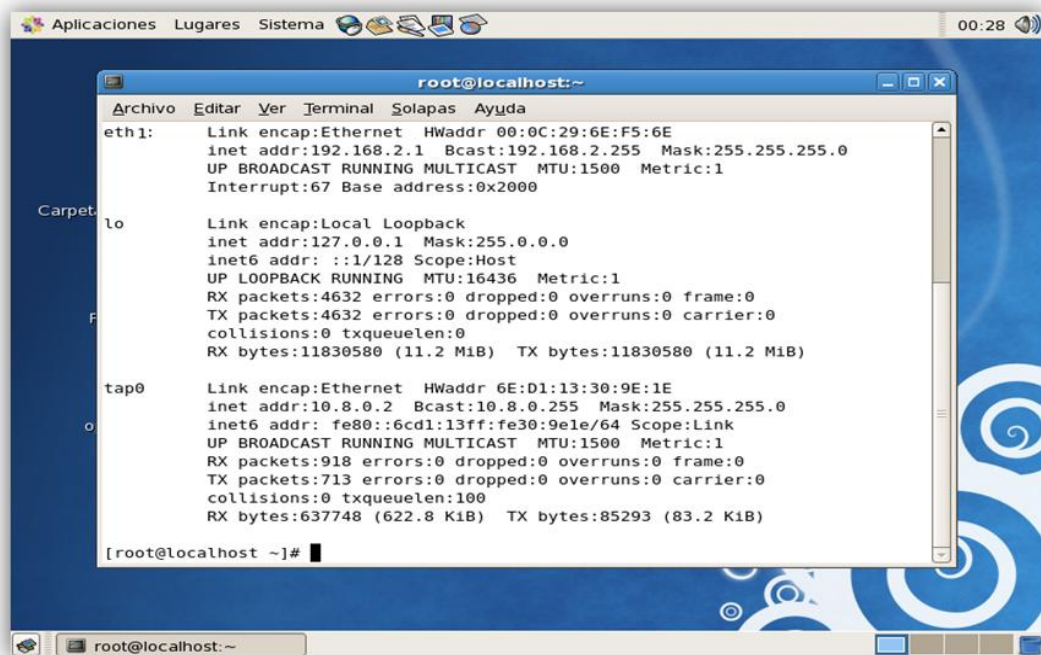 Aplicaciones Lugares Sistema 00:28
root@localhost:~
Archivo Editar Ver Terminal Solapas Ayuda
eth1: Link encap:Ethernet HWaddr 00:0C:29:6E:F5:6E
inet addr:192.168.2.1 Bcast:192.168.2.255 Mask:255.255.255.0
UP BROADCAST RUNNING MULTICAST MTU:1500 Metric:1
Interrupt:67 Base address:0x2000
Carpet
lo Link encap:Local Loopback
inet addr:127.0.0.1 Mask:255.0.0.0
inet6 addr: ::1/128 Scope:Host
UP LOOPBACK RUNNING MTU:16436 Metric:1
RX packets:4632 errors:0 dropped:0 overruns:0 frame:0
TX packets:4632 errors:0 dropped:0 overruns:0 carrier:0
collisions:0 txqueuelen:0
RX bytes:11830580 (11.2 MiB) TX bytes:11830580 (11.2 MiB)
tap0 Link encap:Ethernet HWaddr 6E:D1:13:30:9E:1E
inet addr:10.8.0.2 Bcast:10.8.0.255 Mask:255.255.255.0
inet6 addr: fe80::6cd1:13ff:fe30:9e1e/64 Scope:Link
UP BROADCAST RUNNING MULTICAST MTU:1500 Metric:1
RX packets:918 errors:0 dropped:0 overruns:0 frame:0
TX packets:713 errors:0 dropped:0 overruns:0 carrier:0
collisions:0 txqueuelen:100
RX bytes:637748 (622.8 KiB) TX bytes:85293 (83.2 KiB)
[root@localhost ~]#
root@localhost:~